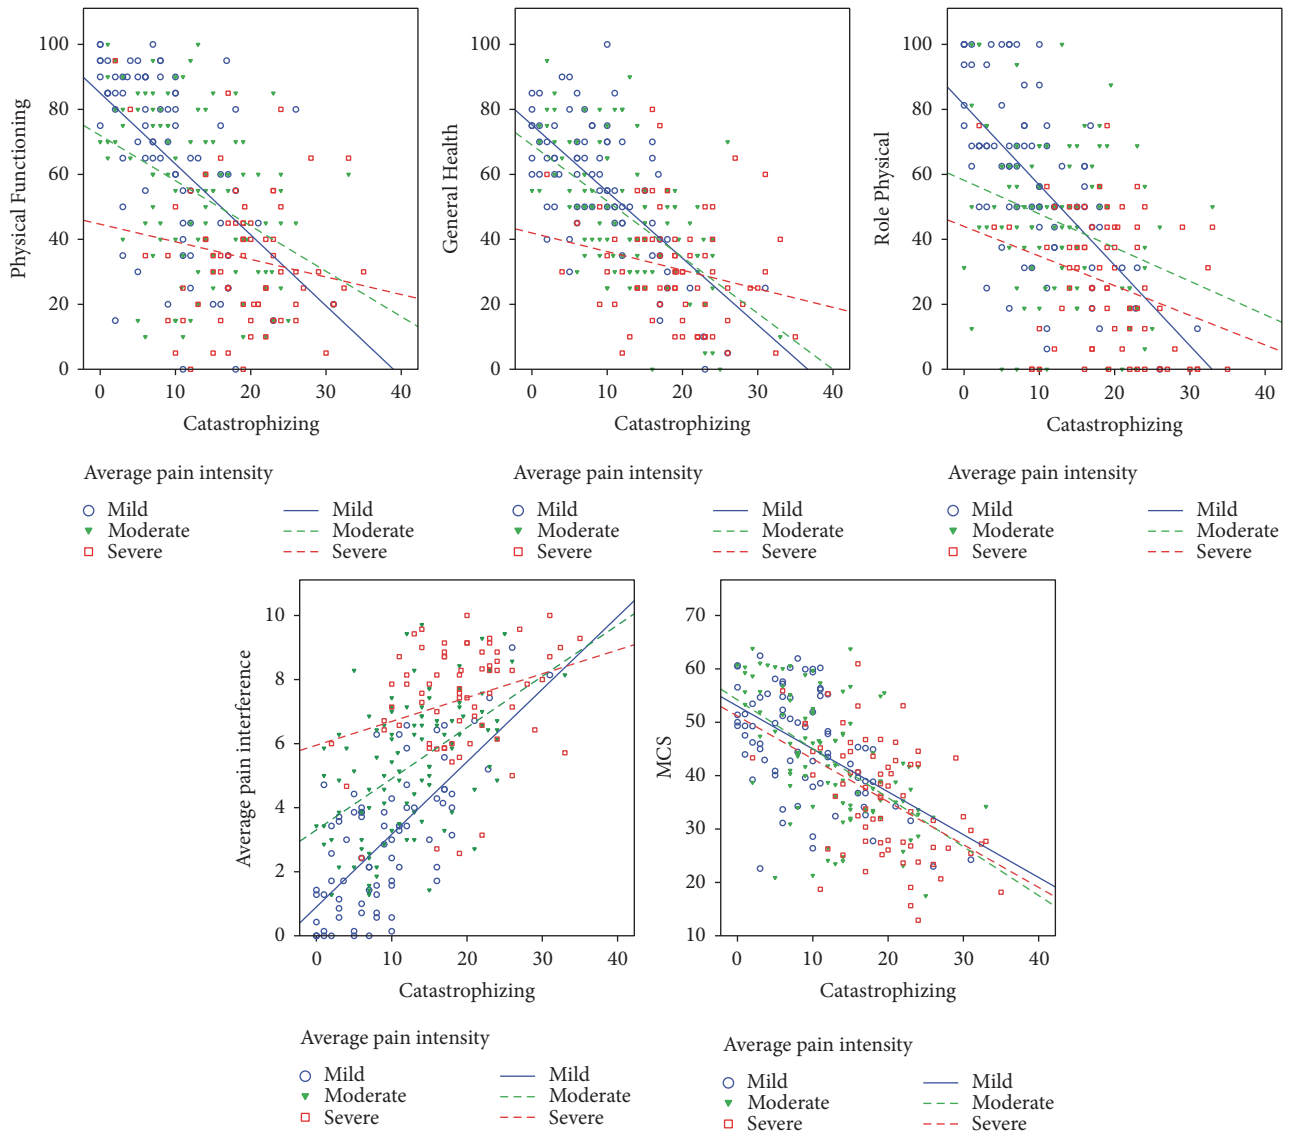 Physical Functioning
100
80
60
40
20
0
0 10 20 30 40
Catastrophizing
Average pain intensity
Mild Mild
Moderate Moderate
Severe Severe
General Health
100
80
60
40
20
0
0 10 20 30 40
Catastrophizing
Average pain intensity
Mild Mild
Moderate Moderate
Severe Severe
Role Physical
100
80
60
40
20
0
0 10 20 30 40
Catastrophizing
Average pain intensity
Mild Mild
Moderate Moderate
Severe Severe
Average pain interference
10
8
6
4
2
0
0 10 20 30 40
Catastrophizing
Average pain intensity
Mild Mild
Moderate Moderate
Severe Severe
MCS
70
60
50
40
30
20
10
0 10 20 30 40
Catastrophizing
Average pain intensity
Mild Mild
Moderate Moderate
Severe Severe